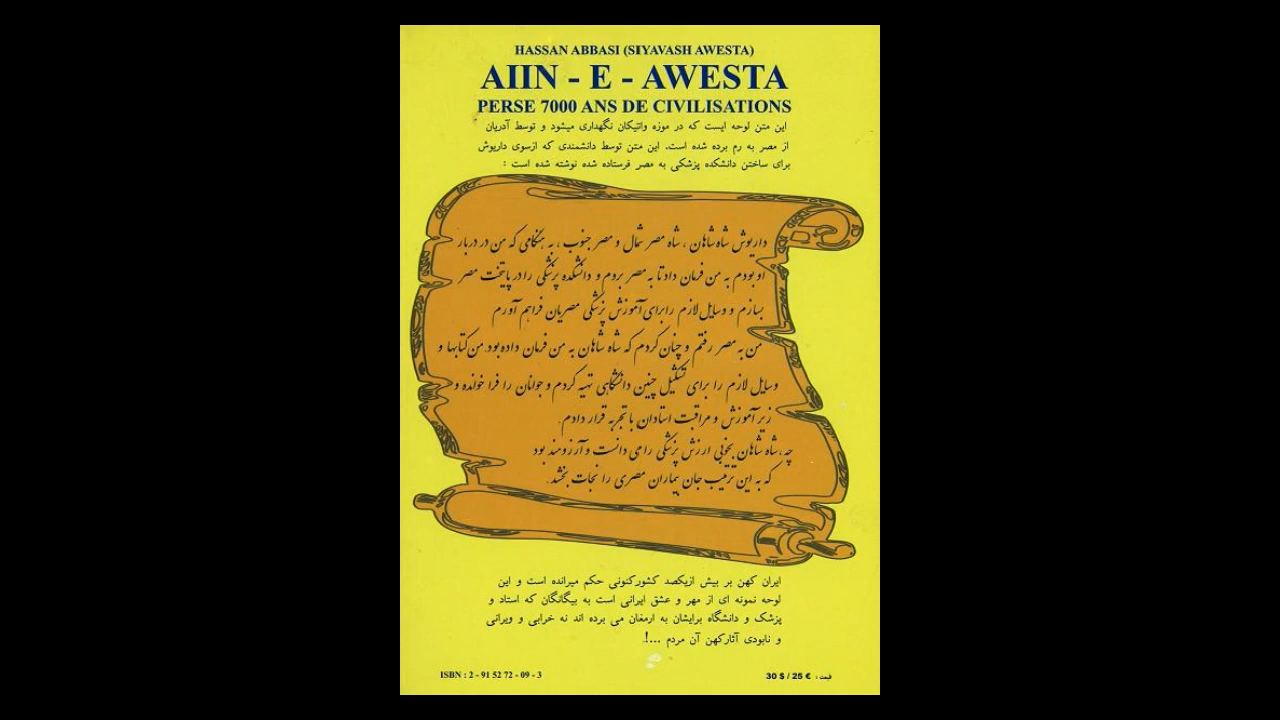 HASSAN ABBASI (SIYAVASH AWESTA)
AIIN - E - AWESTA
PERSE 7000 ANS DE CIVILISATIONS
این متن لوحه ایست که در موزه واتیکان نگهداری میشود و توسط آدریان
از مصر به رم برده شده است. این متن توسط دانشمندی که ازسوی داریوش
برای ساختن دانشکده پزشکی به مصر فرستاده شده نوشته شده است :
داریوش شاه شاهان ، شاه مصر شمال و مصر جنوب ، به هنگامی که من در دربار
او بودم به من فرمان داد تا به مصر بروم و دانشکده پزشکی را در پایتخت مصر
بسازم و وسایل لازم را برای آموزش پزشکی مصریان فراهم آورم
من به مصر رفتم و چنان کردم که شاه شاهان به من فرمان داده بود. من کتابها و
وسایل لازم را برای تشکیل چنین دانشگاهی تهیه کردم و جوانان را فرا خوانده و
زیر آموزش و مراقبت استادان با تجربه قرار دادم.
چه، شاه شاهان بخوبی ارزش پزشکی را می دانست و آرزومند بود
که به این ترتیب جان بیماران مصری را نجات بخشد.
ایران کهن بر بیش ازیکصد کشورکنونی حکم میرانده است و این
لوحه نمونه ای از مهر و عشق ایرانی است به بیگانگان که استاد و
پزشک و دانشگاه برایشان به ارمغان می برده اند نه خرابی و ویرانی
و نابودی آثارکهن آن مردم ...!.
ISBN : 2 - 91 52 72 - 09 - 3
قیمت : 30 $ / 25 €